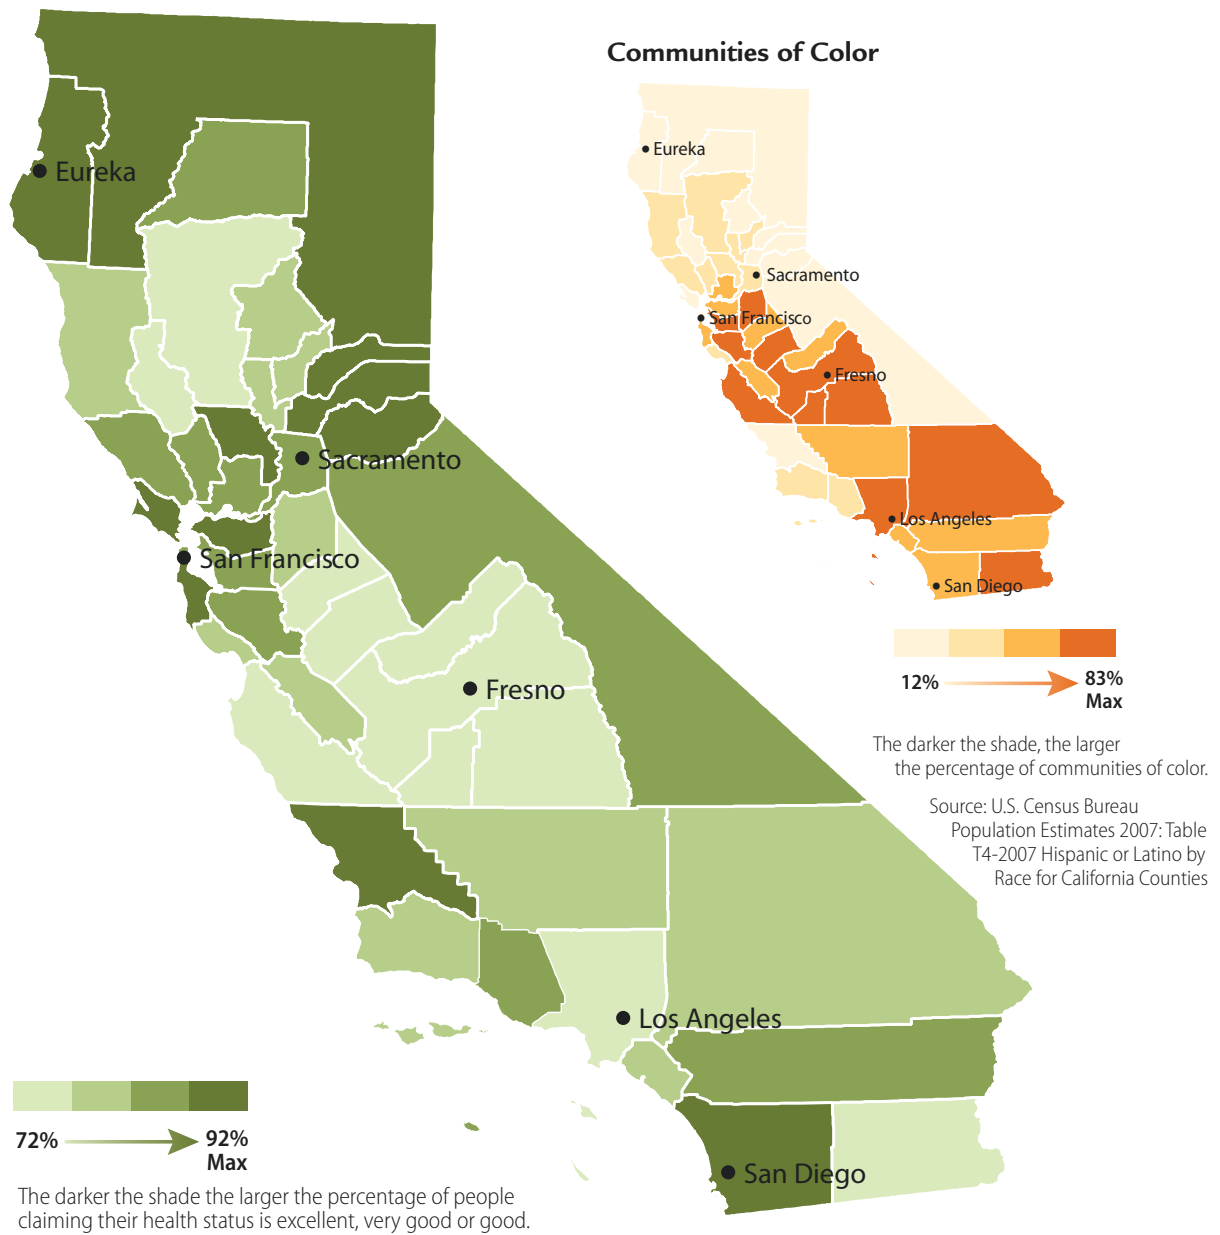 Communities of Color
Eureka
Sacramento
San Francisco
Fresno
Los Angeles
San Diego
12%
83%
Max
The darker the shade, the larger
the percentage of communities of color.
Source: U.S. Census Bureau
Population Estimates 2007: Table
T4-2007 Hispanic or Latino by
Race for California Counties
Eureka
Sacramento
San Francisco
Fresno
Los Angeles
San Diego
72%
92%
Max
The darker the shade the larger the percentage of people
claiming their health status is excellent, very good or good.